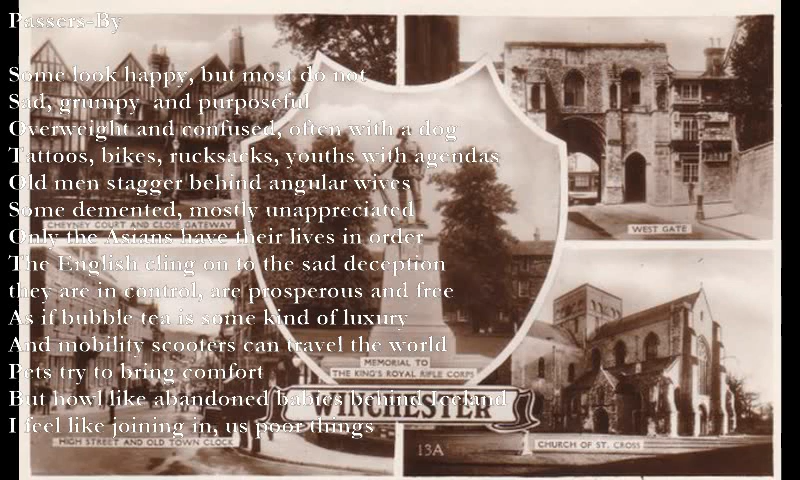 Passers-By
Some look happy, but most do not
Sad, grumpy and purposeful
Overweight and confused, often with a dog
Tattoos, bikes, rucksacks, youths with agendas
Old men stagger behind angular wives
Some demented, mostly unappreciated
Only the Asians have their lives in order
The English cling on to the sad deception
they are in control, are prosperous and free
As if bubble tea is some kind of luxury
And mobility scooters can travel the world
Pets try to bring comfort
But howl like abandoned babies behind Iceland
I feel like joining in, us poor things
CHEYNEY COURT AND CLOSE GATEWAY
WEST GATE
MEMORIAL TO
THE KING'S ROYAL RIFLE CORPS
WINCHESTER
HIGH STREET AND OLD TOWN CLOCK
13A
CHURCH OF ST. CROSS